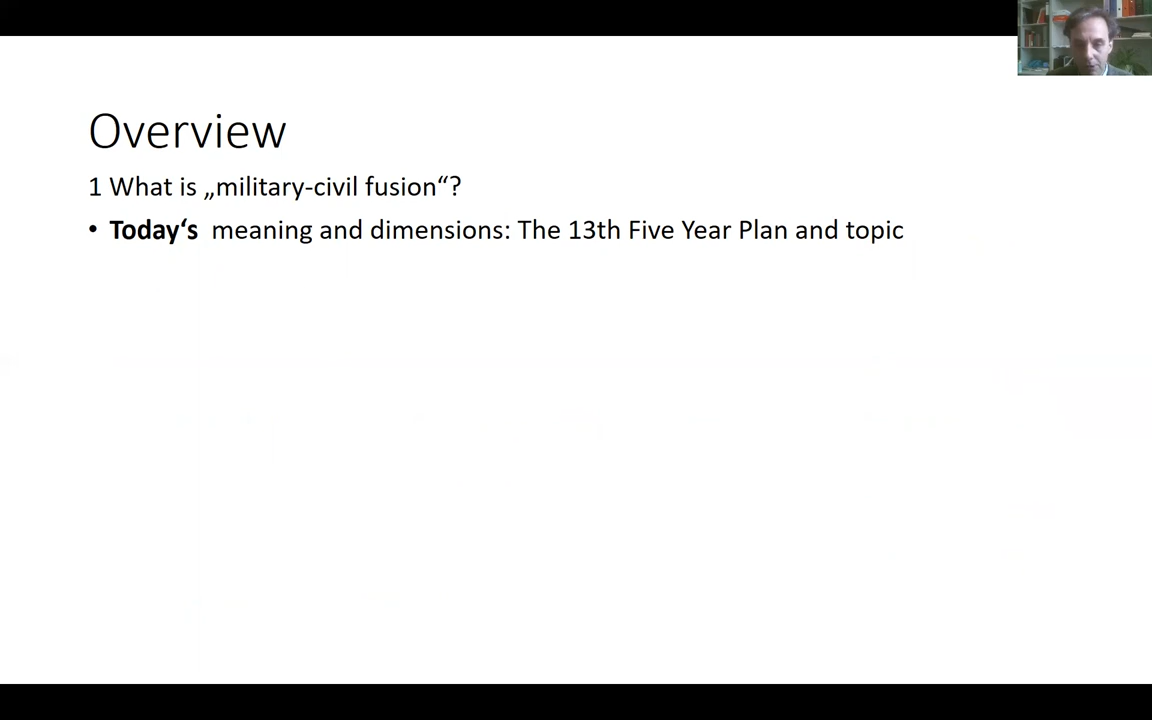 Overview
1 What is „military-civil fusion“?
• Today‘s meaning and dimensions: The 13th Five Year Plan and topic